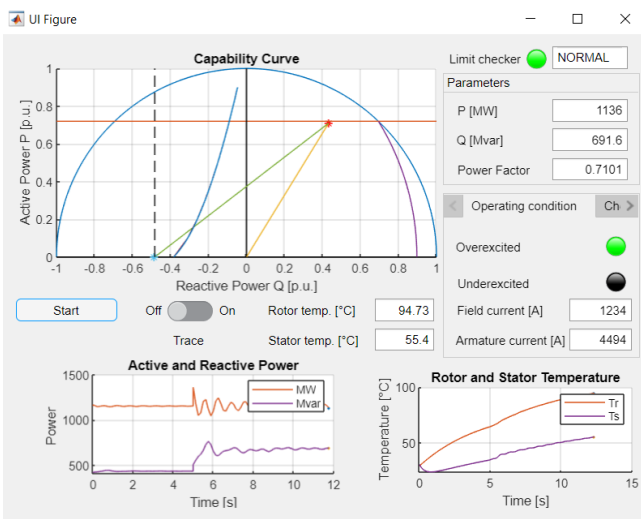 UI Figure
Capability Curve
Active Power P [p.u.]
1
0.8
0.6
0.4
0.2
0
-1 -0.8 -0.6 -0.4 -0.2 0 0.2 0.4 0.6 0.8 1
Reactive Power Q [p.u.]
Limit checker NORMAL
Parameters
P [MW] 1136
Q [Mvar] 691.6
Power Factor 0.7101
Operating condition Ch
Overexcited
Underexcited
Field current [A] 1234
Armature current [A] 4494
Start Off On Rotor temp. [°C] 94.73
Trace Stator temp. [°C] 55.4
Active and Reactive Power
Power
1500
1000
500
MW
Mvar
0 2 4 6 8 10 12
Time [s]
Rotor and Stator Temperature
Temperature [°C]
100
50
Tr
Ts
0 5 10 15
Time [s]